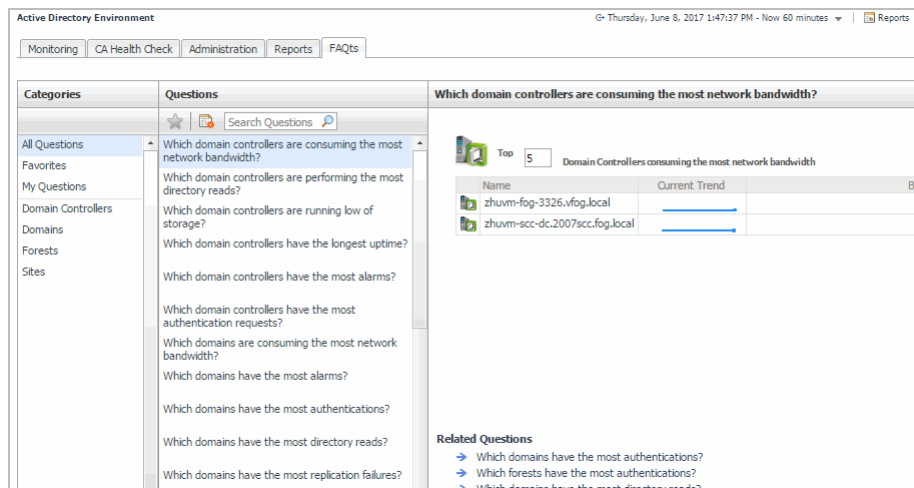 Active Directory Environment
Thursday, June 8, 2017 1:47:37 PM - Now 60 minutes
Reports
Monitoring
CA Health Check
Administration
Reports
FAQts
Categories
All Questions
Favorites
My Questions
Domain Controllers
Domains
Forests
Sites
Questions
Search Questions
Which domain controllers are consuming the most
network bandwidth?
Which domain controllers are performing the most
directory reads?
Which domain controllers are running low of
storage?
Which domain controllers have the longest uptime?
Which domain controllers have the most alarms?
Which domain controllers have the most
authentication requests?
Which domains are consuming the most network
bandwidth?
Which domains have the most alarms?
Which domains have the most authentications?
Which domains have the most directory reads?
Which domains have the most replication failures?
Which domain controllers are consuming the most network bandwidth?
Top 5 Domain Controllers consuming the most network bandwidth
Name Current Trend B
zhuvm-fog-3326.vfog.local
zhuvm-scc-dc.2007scc.fog.local
Related Questions
Which domains have the most authentications?
Which forests have the most authentications?
Which domains have the most directory reads?